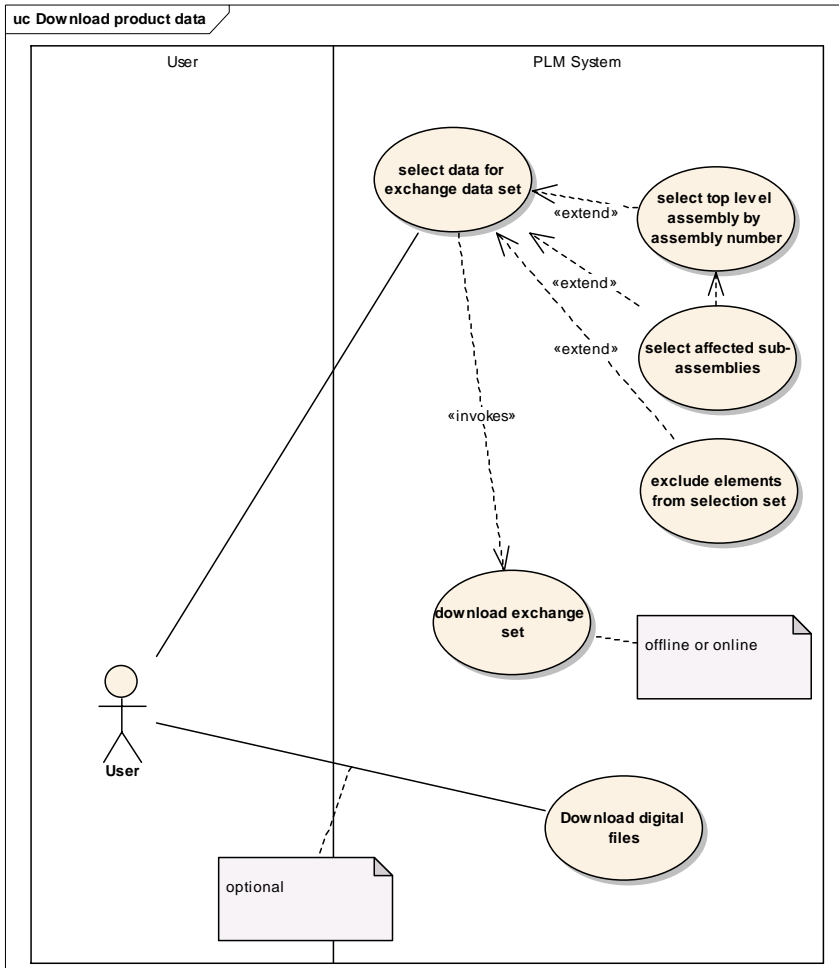 uc Download product data
User
PLM System
select data for
exchange data set
select top level
assembly by
assembly number
«extend»
«extend»
select affected sub-
assemblies
«extend»
«invokes»
exclude elements
from selection set
download exchange
set
offline or online
User
Download digital
files
optional